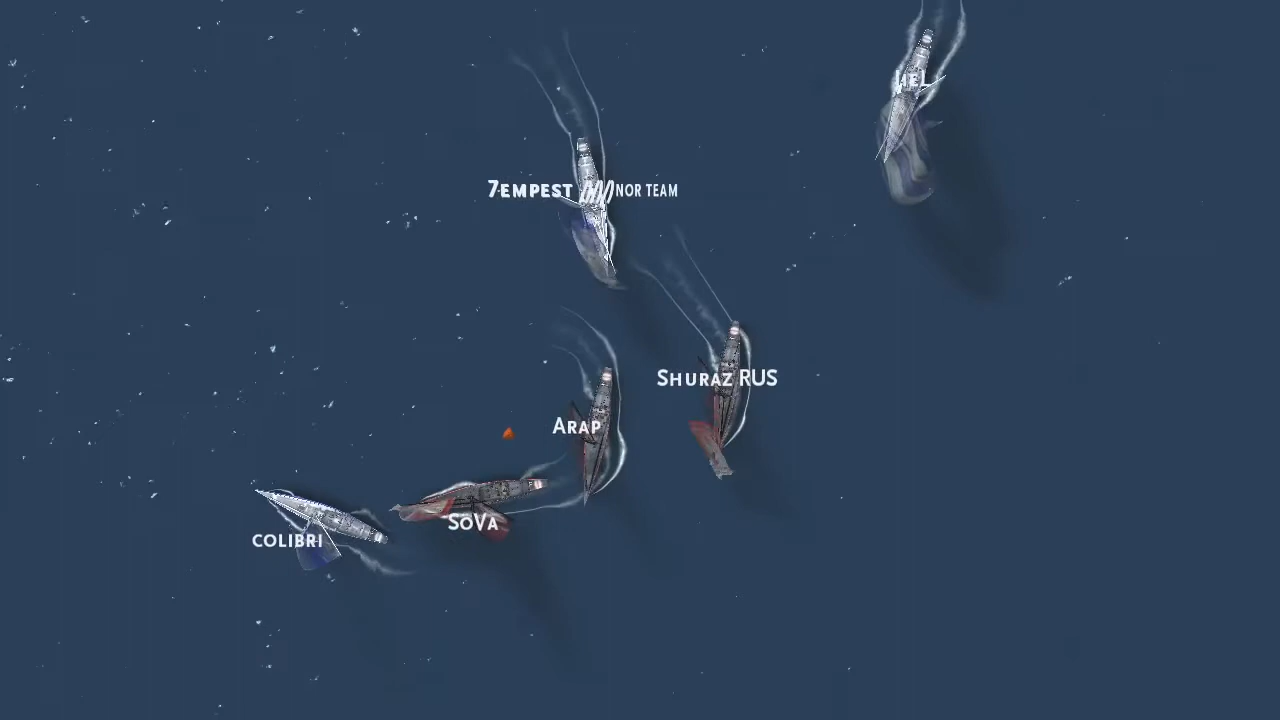 7EMPEST
NOR TEAM
SHURAZ RUS
ARAP
SOVA
COLIBRI